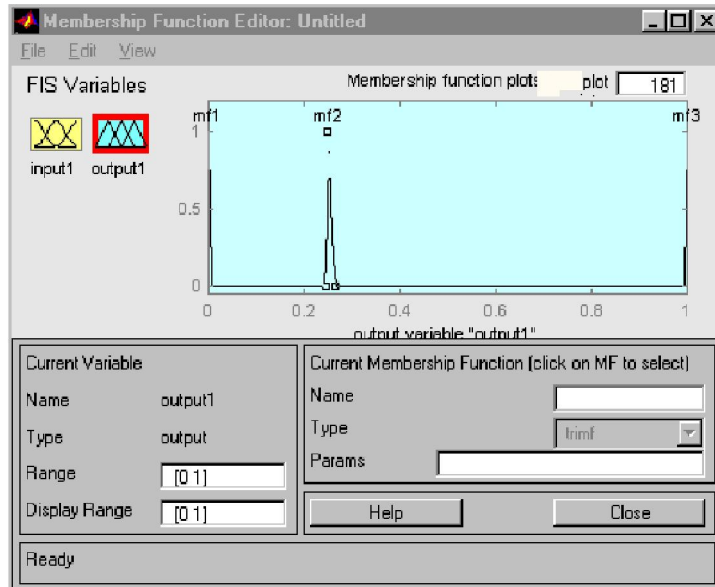 Membership Function Editor: Untitled
File Edit View
FIS Variables
Membership function plots plot 181
input1 output1
mf1 mf2 mf3
1
0.5
0
0 0.2 0.4 0.6 0.8 1
output variable "output1"
Current Variable
Name output1
Type output
Range [0 1]
Display Range [0 1]
Current Membership Function (click on MF to select)
Name
Type trimf
Params
Help Close
Ready